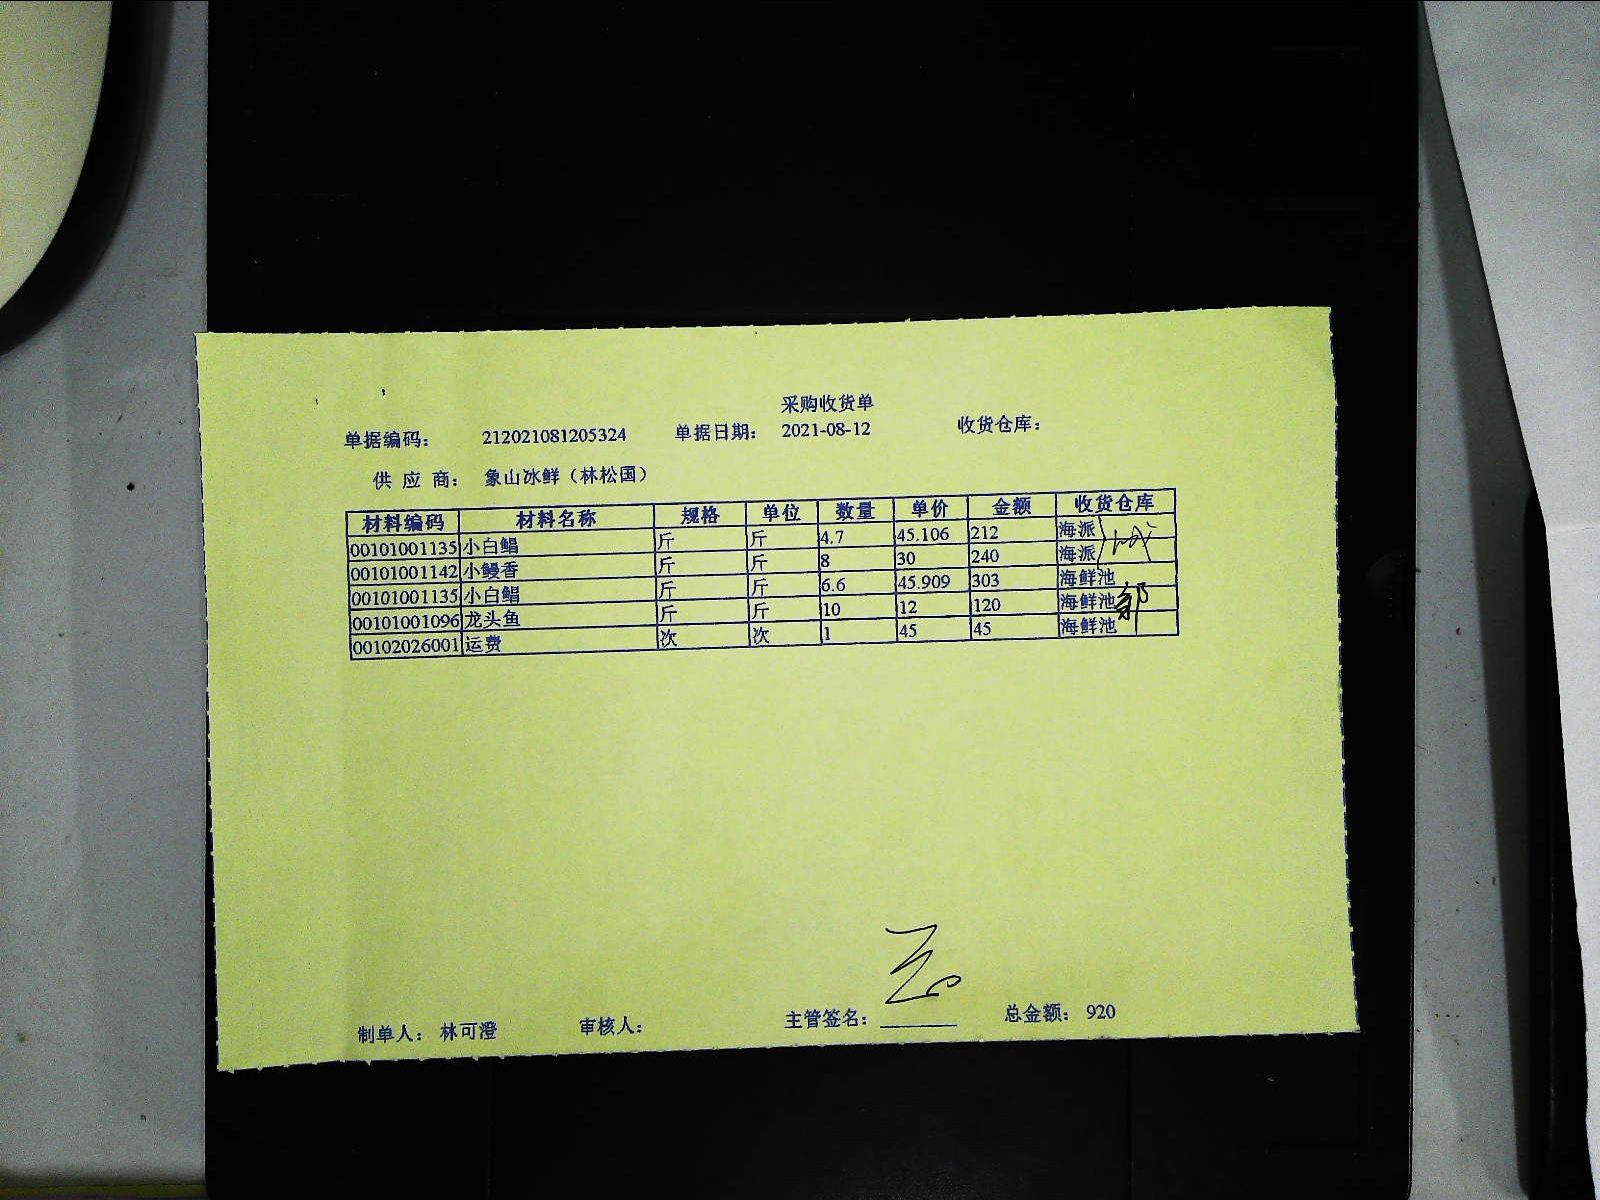 采购收货单
单据编码： 212021081205324 单据日期： 2021-08-12 收货仓库：
供 应 商： 象山冰鲜（林松国）
材料编码 材料名称 规格 单位 数量 单价 金额 收货仓库
00101001135 小白鲳 斤 斤 4.7 45.106 212 海派
00101001142 小鳗香 斤 斤 8 30 240 海派
00101001135 小白鲳 斤 斤 6.6 45.909 303 海鲜池
00101001096 龙头鱼 斤 斤 10 12 120 海鲜池
00102026001 运费 次 次 1 45 45 海鲜池
制单人： 林可澄 审核人： 主管签名： 总金额： 920